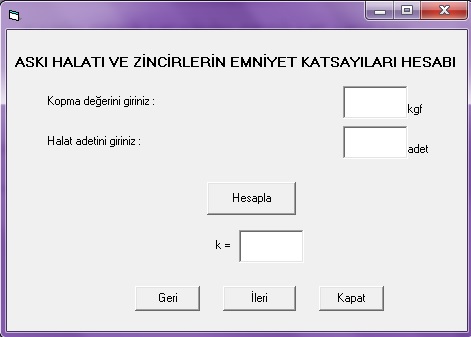 ASKI HALATI VE ZİNCİRLERİN EMNİYET KATSAYILARI HESABI
Kopma değerini giriniz :
kgf
Halat adetini giriniz :
adet
Hesapla
k =
Geri İleri Kapat